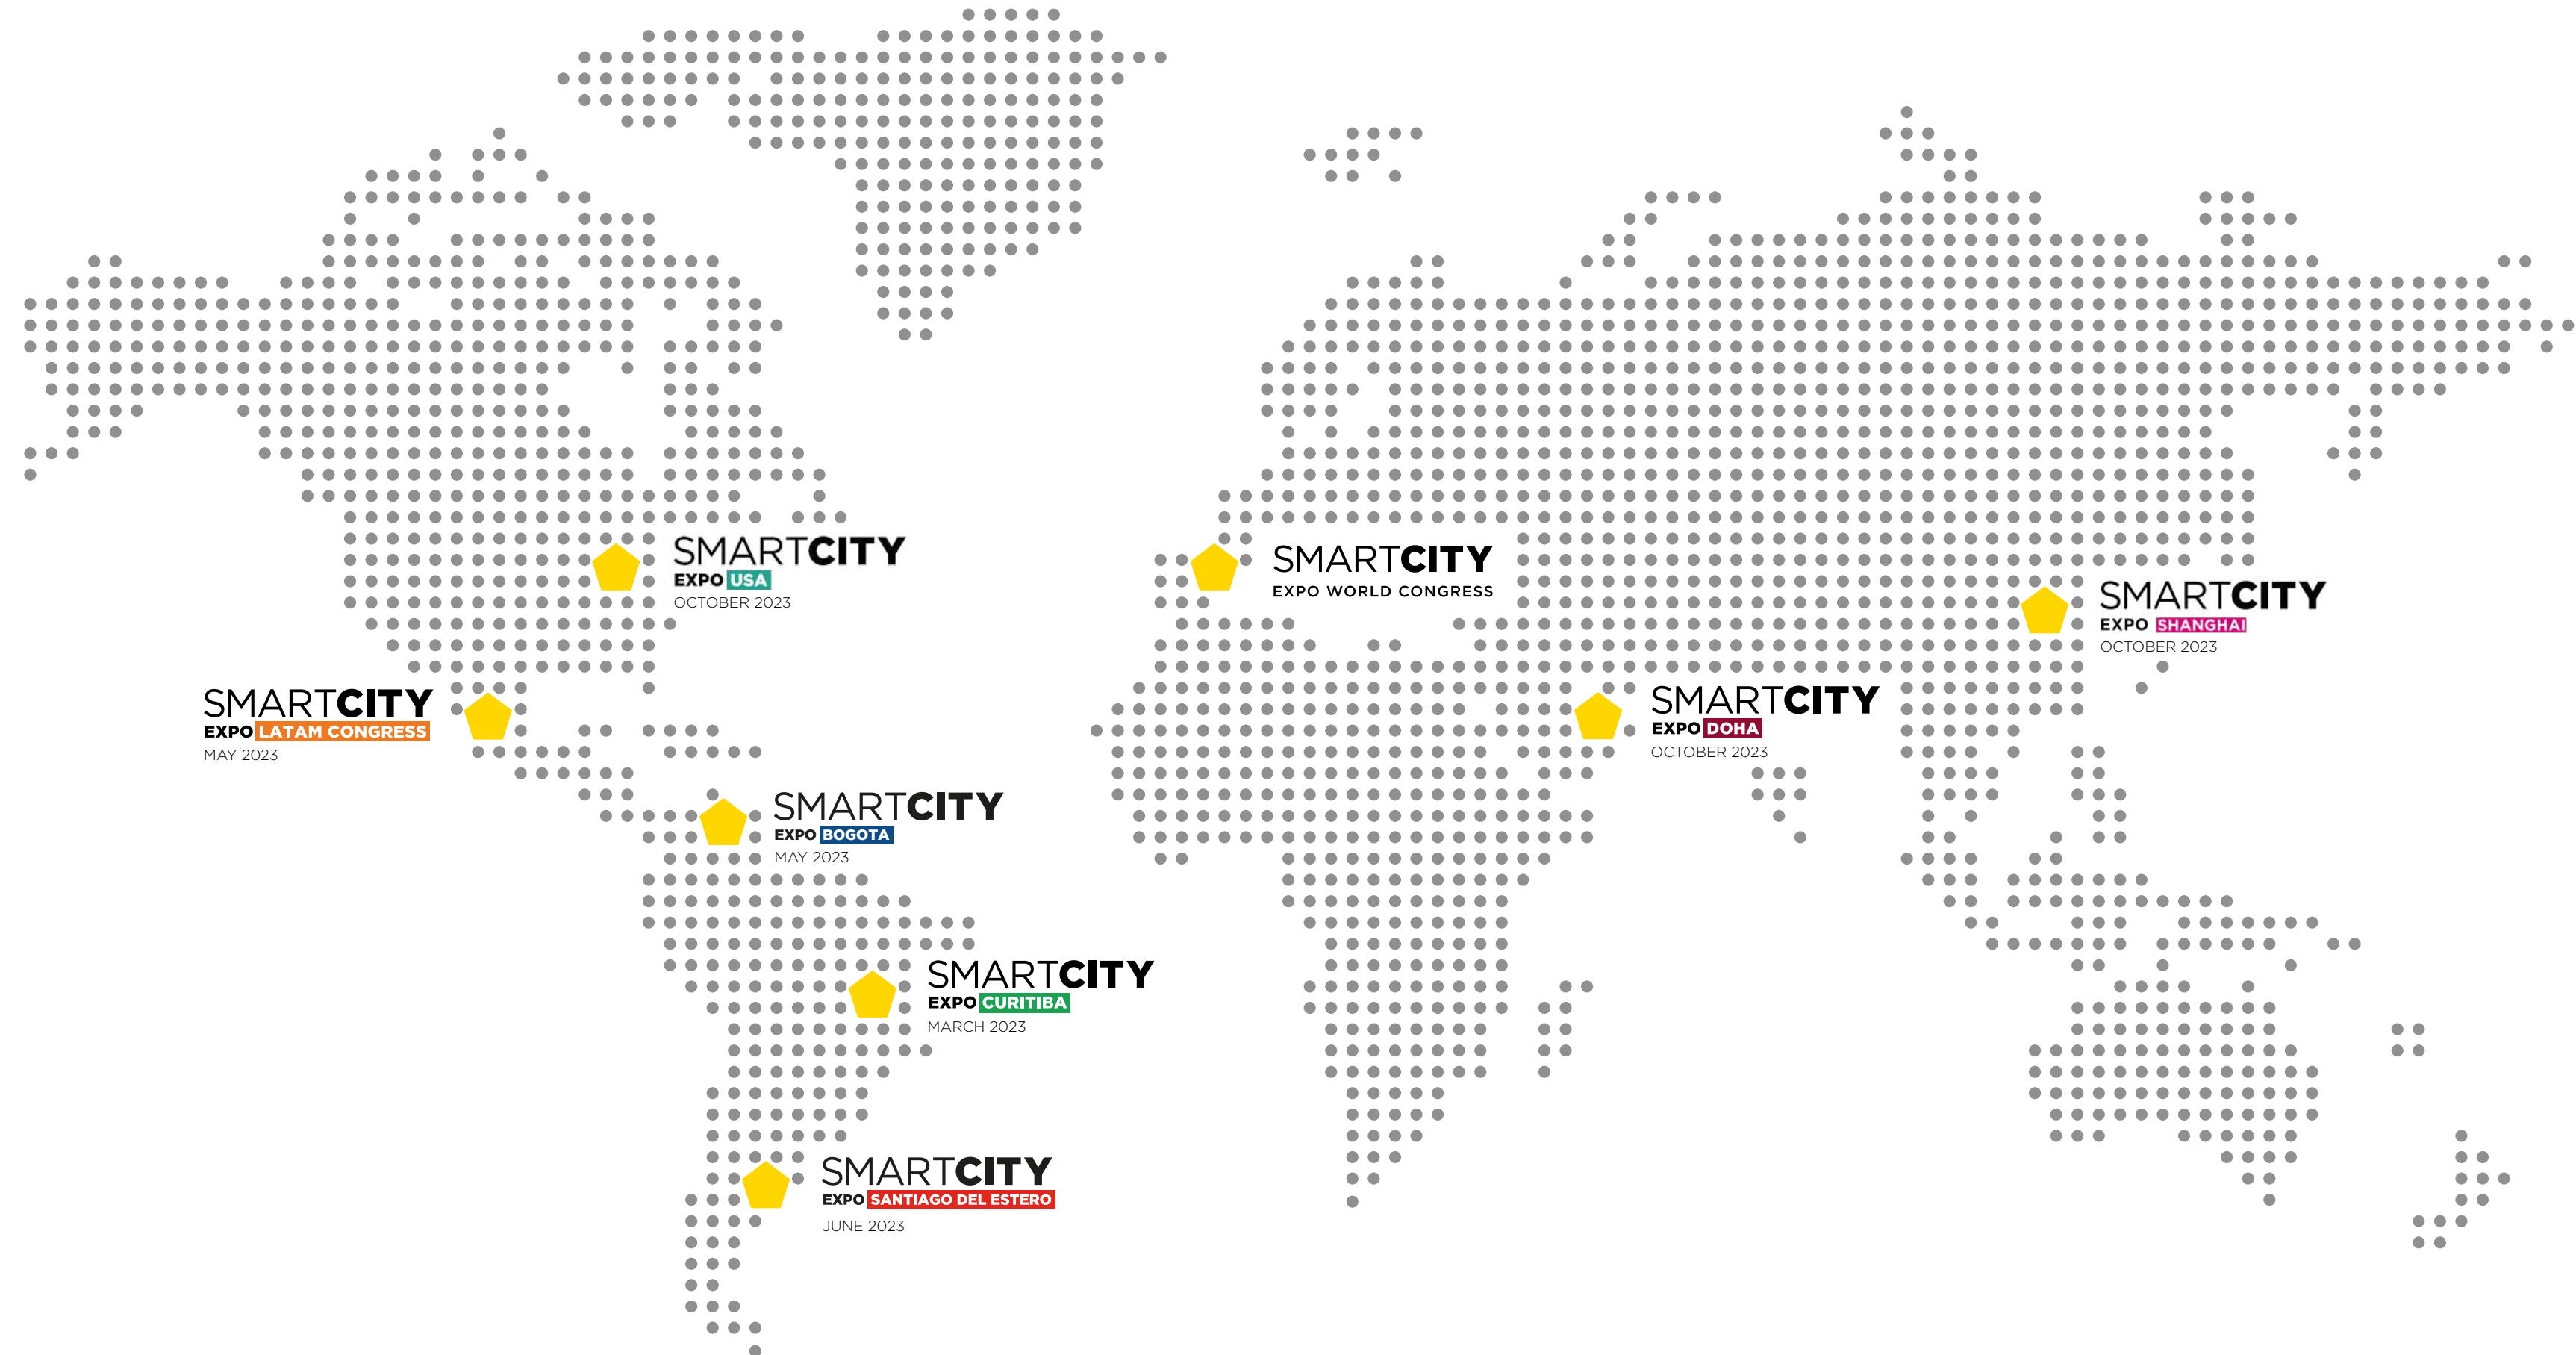 SMARTCITY
EXPO USA
OCTOBER 2023
SMARTCITY
EXPO WORLD CONGRESS
SMARTCITY
EXPO SHANGHAI
OCTOBER 2023
SMARTCITY
EXPO LATAM CONGRESS
MAY 2023
SMARTCITY
EXPO DOHA
OCTOBER 2023
SMARTCITY
EXPO BOGOTA
MAY 2023
SMARTCITY
EXPO CURITIBA
MARCH 2023
SMARTCITY
EXPO SANTIAGO DEL ESTERO
JUNE 2023